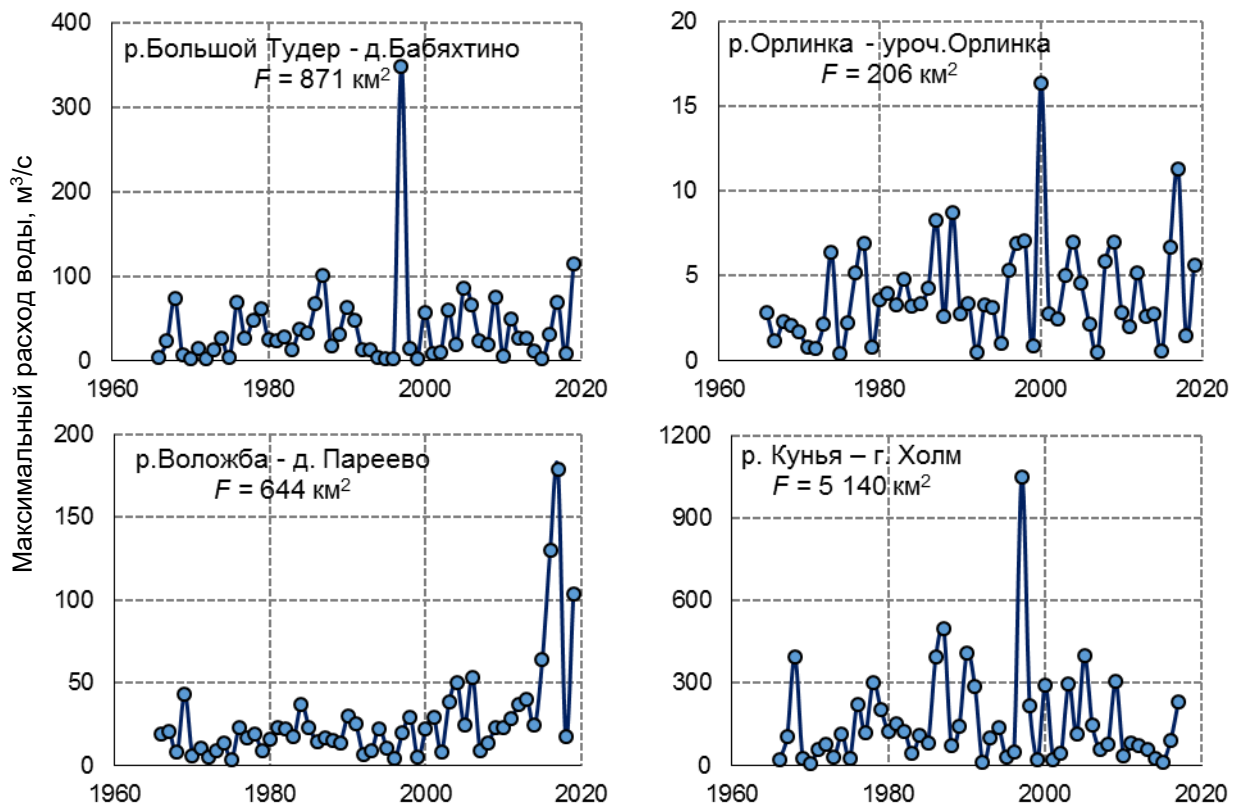 Максимальный расход воды, м³/с
400
300
200
100
0
р.Большой Тудер - д.Бабяхтино
F = 871 км²
1960 1980 2000 2020
20
15
10
5
0
р.Орлинка - уроч.Орлинка
F = 206 км²
1960 1980 2000 2020
200
150
100
50
0
р.Воложба - д. Пареево
F = 644 км²
1960 1980 2000 2020
1200
900
600
300
0
р. Кунья – г. Холм
F = 5 140 км²
1960 1980 2000 2020